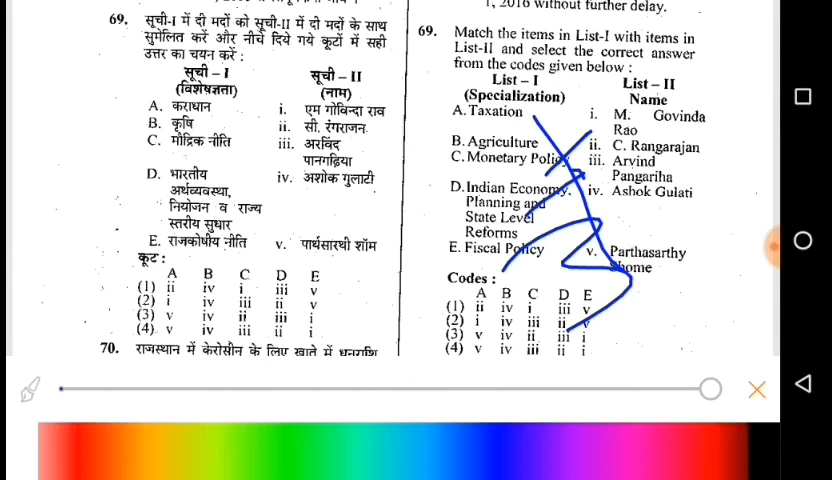 1, 2016 without further delay.
69. सूची-I में दी मदों को सूची-II में दी मदों के साथ
सुमेलित करें और नीचे दिये गये कूटों में सही
उत्तर का चयन करें :
सूची – I सूची – II
(विशेषज्ञता) (नाम)
A. कराधान i. एम गोविन्दा राव
B. कृषि ii. सी. रंगराजन
C. मौद्रिक नीति iii. अरविंद
पानगढ़िया
D. भारतीय iv. अशोक गुलाटी
अर्थव्यवस्था,
नियोजन व राज्य
स्तरीय सुधार
E. राजकोषीय नीति v. पार्थसारथी शॉम
कूट :
A B C D E
(1) ii iv i iii v
(2) i iv iii ii v
(3) v iv ii iii i
(4) v iv iii ii i
70. राजस्थान में केरोसीन के लिए खाते में धनराशि
69. Match the items in List-I with items in
List-II and select the correct answer
from the codes given below :
List – I List – II
(Specialization) Name
A. Taxation i. M. Govinda
Rao
B. Agriculture ii. C. Rangarajan
C. Monetary Policy iii. Arvind
Pangariha
D. Indian Economy, iv. Ashok Gulati
Planning and
State Level
Reforms
E. Fiscal Policy v. Parthasarthy
Shome
Codes :
A B C D E
(1) ii iv i iii v
(2) i iv iii ii v
(3) v iv ii iii i
(4) v iv iii ii i